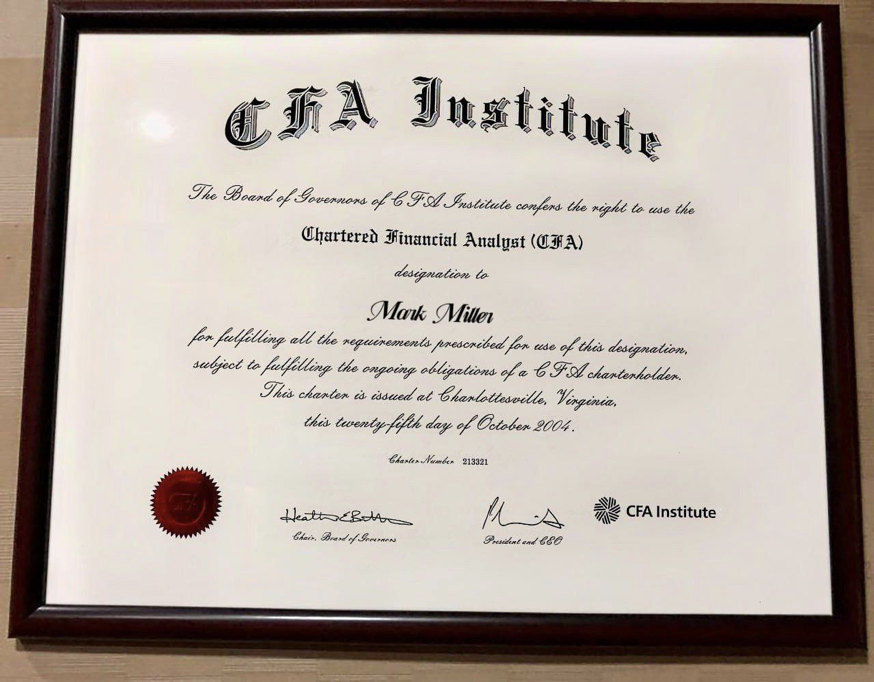 CFA Institute
The Board of Governors of CFA Institute confers the right to use the
Chartered Financial Analyst (CFA)
designation to
Mark Miller
for fulfilling all the requirements prescribed for use of this designation,
subject to fulfilling the ongoing obligations of a CFA charterholder.
This charter is issued at Charlottesville, Virginia,
this twenty-fifth day of October 2004.
Charter Number 213321
CFA
CFA Institute
Chair, Board of Governors
President and CEO